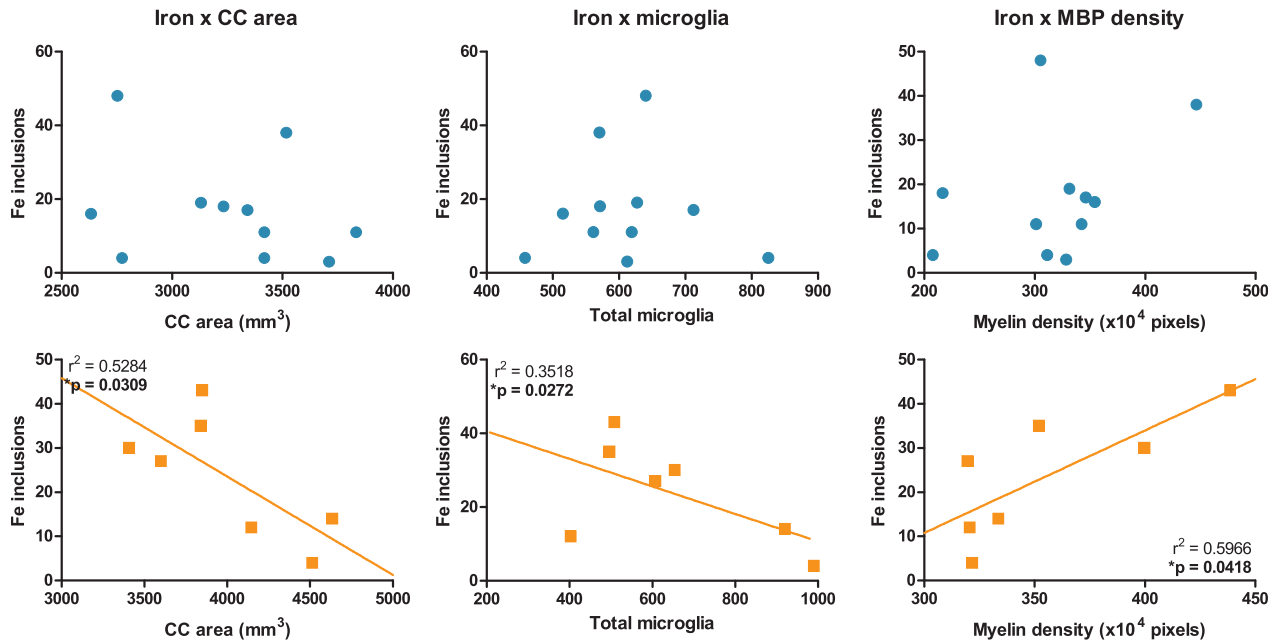 Iron x CC area
Iron x microglia
Iron x MBP density
Fe inclusions
60
40
20
0
2500
3000
3500
4000
CC area (mm³)
Fe inclusions
60
40
20
0
400
500
600
700
800
900
Total microglia
Fe inclusions
50
40
30
20
10
0
200
300
400
500
Myelin density (x10⁴ pixels)
Fe inclusions
50
40
30
20
10
0
r² = 0.5284
*p = 0.0309
3000
3500
4000
4500
5000
CC area (mm³)
Fe inclusions
60
40
20
0
r² = 0.3518
*p = 0.0272
200
400
600
800
1000
Total microglia
Fe inclusions
50
40
30
20
10
0
r² = 0.5966
*p = 0.0418
300
350
400
450
Myelin density (x10⁴ pixels)